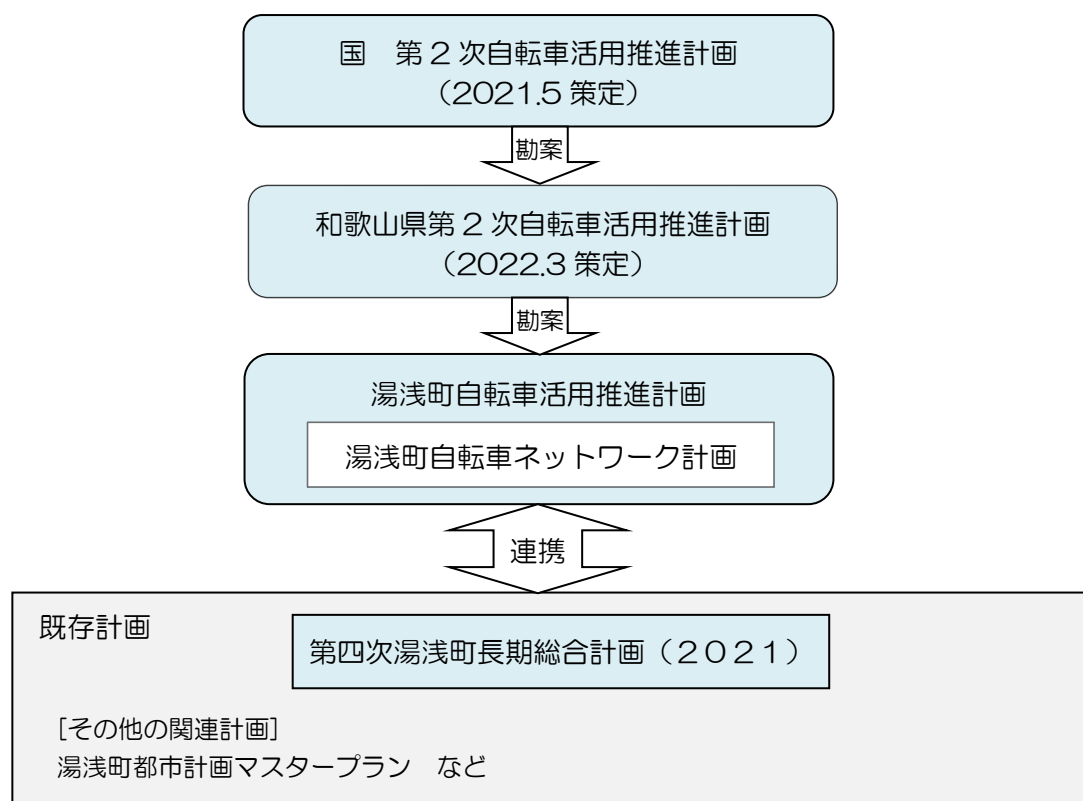 国　第２次自転車活用推進計画
（2021.5 策定）
勘案
和歌山県第２次自転車活用推進計画
（2022.3 策定）
勘案
湯浅町自転車活用推進計画
湯浅町自転車ネットワーク計画
連携
既存計画
第四次湯浅町長期総合計画（２０２１）
[その他の関連計画]
湯浅町都市計画マスタープラン　など